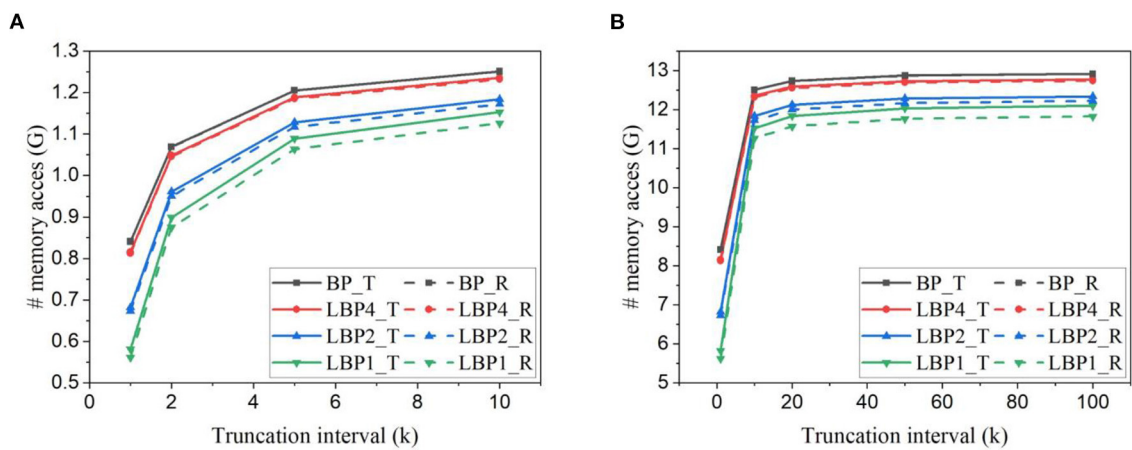 A
1.3
1.2
1.1
1.0
0.9
0.8
0.7
0.6
0.5
# memory acces (G)
BP_T BP_R
LBP4_T LBP4_R
LBP2_T LBP2_R
LBP1_T LBP1_R
0 2 4 6 8 10
Truncation interval (k)
B
13
12
11
10
9
8
7
6
5
# memory acces (G)
BP_T BP_R
LBP4_T LBP4_R
LBP2_T LBP2_R
LBP1_T LBP1_R
0 20 40 60 80 100
Truncation interval (k)